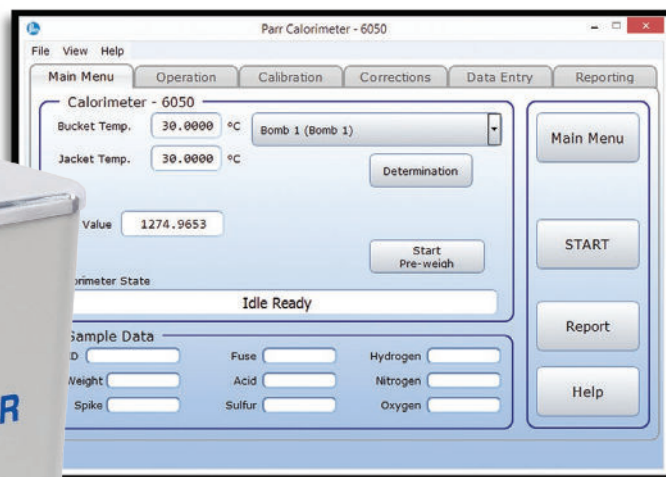 Parr Calorimeter - 6050
File View Help
Main Menu Operation Calibration Corrections Data Entry Reporting
Calorimeter - 6050
Bucket Temp. 30.0000 °C Bomb 1 (Bomb 1)
Jacket Temp. 30.0000 °C
Determination
Value 1274.9653
Start
Pre-weigh
orimeter State
Idle Ready
Sample Data
D Fuse Hydrogen
Weight Acid Nitrogen
Spike Sulfur Oxygen
Main Menu
START
Report
Help
R